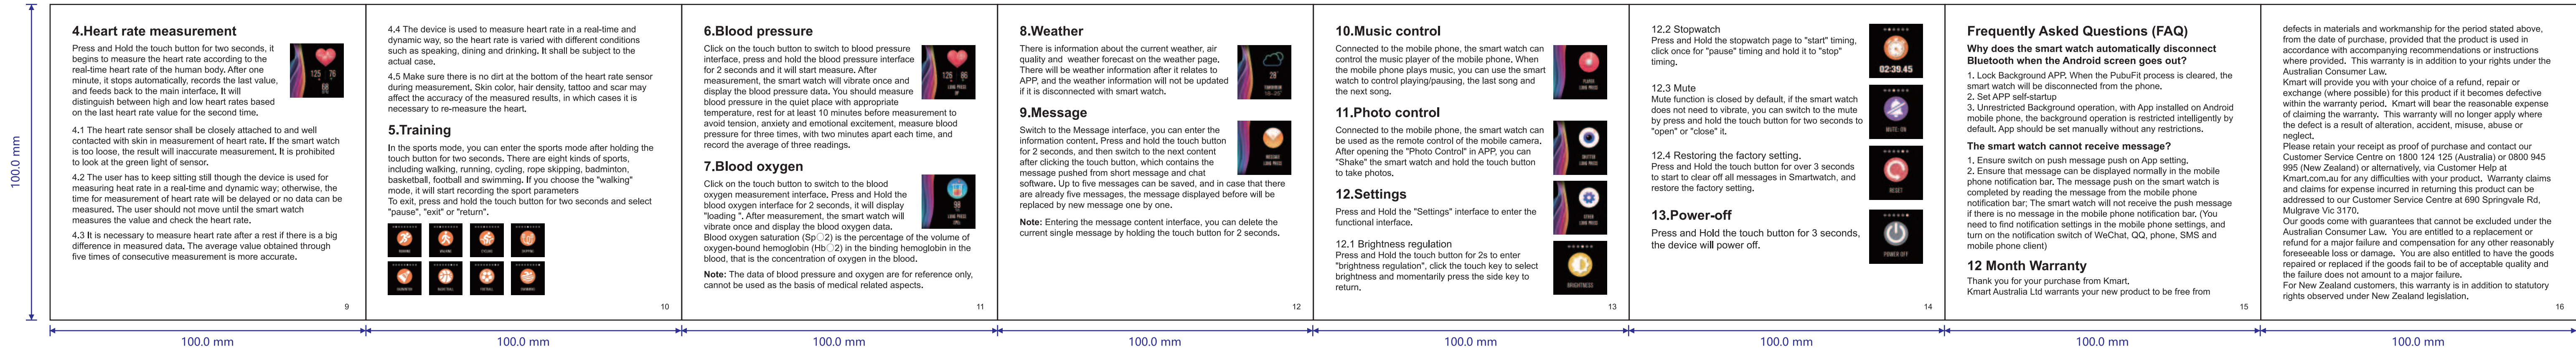 4.Heart rate measurement
Press and Hold the touch button for two seconds, it
begins to measure the heart rate according to the
real-time heart rate of the human body. After one
minute, it stops automatically, records the last value,
and feeds back to the main interface. It will
distinguish between high and low heart rates based
on the last heart rate value for the second time.
4.1 The heart rate sensor shall be closely attached to and well
contacted with skin in measurement of heart rate. If the smart watch
is too loose, the result will inaccurate measurement. It is prohibited
to look at the green light of sensor.
4.2 The user has to keep sitting still though the device is used for
measuring heat rate in a real-time and dynamic way; otherwise, the
time for measurement of heart rate will be delayed or no data can be
measured. The user should not move until the smart watch
measures the value and check the heart rate.
4.3 It is necessary to measure heart rate after a rest if there is a big
difference in measured data. The average value obtained through
five times of consecutive measurement is more accurate.
9
4.4 The device is used to measure heart rate in a real-time and
dynamic way, so the heart rate is varied with different conditions
such as speaking, dining and drinking. It shall be subject to the
actual case.
4.5 Make sure there is no dirt at the bottom of the heart rate sensor
during measurement. Skin color, hair density, tattoo and scar may
affect the accuracy of the measured results, in which cases it is
necessary to re-measure the heart.
5.Training
In the sports mode, you can enter the sports mode after holding the
touch button for two seconds. There are eight kinds of sports,
including walking, running, cycling, rope skipping, badminton,
basketball, football and swimming. If you choose the "walking"
mode, it will start recording the sport parameters
To exit, press and hold the touch button for two seconds and select
"pause", "exit" or "return".
RUNNING
WALKING
CYCLING
SKIPPING
BADMINTON
BASKETBALL
FOOTBALL
SWIMMING
10
6.Blood pressure
Click on the touch button to switch to blood pressure
interface, press and hold the blood pressure interface
for 2 seconds and it will start measure. After
measurement, the smart watch will vibrate once and
display the blood pressure data. You should measure
blood pressure in the quiet place with appropriate
temperature, rest for at least 10 minutes before measurement to
avoid tension, anxiety and emotional excitement, measure blood
pressure for three times, with two minutes apart each time, and
record the average of three readings.
7.Blood oxygen
Click on the touch button to switch to the blood
oxygen measurement interface. Press and Hold the
blood oxygen interface for 2 seconds, it will display
"loading ". After measurement, the smart watch will
vibrate once and display the blood oxygen data.
Blood oxygen saturation (Sp〇2) is the percentage of the volume of
oxygen-bound hemoglobin (Hb〇2) in the binding hemoglobin in the
blood, that is the concentration of oxygen in the blood.
Note: The data of blood pressure and oxygen are for reference only,
cannot be used as the basis of medical related aspects.
11
8.Weather
There is information about the current weather, air
quality and  weather forecast on the weather page.
There will be weather information after it relates to
APP, and the weather information will not be updated
if it is disconnected with smart watch.
9.Message
Switch to the Message interface, you can enter the
information content. Press and hold the touch button
for 2 seconds, and then switch to the next content
after clicking the touch button, which contains the
message pushed from short message and chat
software. Up to five messages can be saved, and in case that there
are already five messages, the message displayed before will be
replaced by new message one by one.
Note: Entering the message content interface, you can delete the
current single message by holding the touch button for 2 seconds.
12
10.Music control
Connected to the mobile phone, the smart watch can
control the music player of the mobile phone. When
the mobile phone plays music, you can use the smart
watch to control playing/pausing, the last song and
the next song.
11.Photo control
Connected to the mobile phone, the smart watch can
be used as the remote control of the mobile camera.
After opening the "Photo Control" in APP, you can
"Shake" the smart watch and hold the touch button
to take photos.
12.Settings
Press and Hold the "Settings" interface to enter the
functional interface.
12.1 Brightness regulation
Press and Hold the touch button for 2s to enter
"brightness regulation", click the touch key to select
brightness and momentarily press the side key to
return.
BRIGHTNESS
13
12.2 Stopwatch
Press and Hold the stopwatch page to "start" timing,
click once for "pause" timing and hold it to "stop"
timing.
02:39.45
12.3 Mute
Mute function is closed by default, if the smart watch
does not need to vibrate, you can switch to the mute
by press and hold the touch button for two seconds to
"open" or "close" it.
MUTE: ON
12.4 Restoring the factory setting.
Press and Hold the touch button for over 3 seconds
to start to clear off all messages in Smartwatch, and
restore the factory setting.
RESET
13.Power-off
Press and Hold the touch button for 3 seconds,
the device will power off.
POWER OFF
14
Frequently Asked Questions (FAQ)
Why does the smart watch automatically disconnect
Bluetooth when the Android screen goes out?
1. Lock Background APP. When the PubuFit process is cleared, the
smart watch will be disconnected from the phone.
2. Set APP self-startup
3. Unrestricted Background operation, with App installed on Android
mobile phone, the background operation is restricted intelligently by
default. App should be set manually without any restrictions.
The smart watch cannot receive message?
1. Ensure switch on push message push on App setting.
2. Ensure that message can be displayed normally in the mobile
phone notification bar. The message push on the smart watch is
completed by reading the message from the mobile phone
notification bar; The smart watch will not receive the push message
if there is no message in the mobile phone notification bar. (You
need to find notification settings in the mobile phone settings, and
turn on the notification switch of WeChat, QQ, phone, SMS and
mobile phone client)
12 Month Warranty
Thank you for your purchase from Kmart.
Kmart Australia Ltd warrants your new product to be free from
15
defects in materials and workmanship for the period stated above,
from the date of purchase, provided that the product is used in
accordance with accompanying recommendations or instructions
where provided.  This warranty is in addition to your rights under the
Australian Consumer Law.
Kmart will provide you with your choice of a refund, repair or
exchange (where possible) for this product if it becomes defective
within the warranty period.  Kmart will bear the reasonable expense
of claiming the warranty.  This warranty will no longer apply where
the defect is a result of alteration, accident, misuse, abuse or
neglect.
Please retain your receipt as proof of purchase and contact our
Customer Service Centre on 1800 124 125 (Australia) or 0800 945
995 (New Zealand) or alternatively, via Customer Help at
Kmart.com.au for any difficulties with your product.  Warranty claims
and claims for expense incurred in returning this product can be
addressed to our Customer Service Centre at 690 Springvale Rd,
Mulgrave Vic 3170.
Our goods come with guarantees that cannot be excluded under the
Australian Consumer Law.  You are entitled to a replacement or
refund for a major failure and compensation for any other reasonably
foreseeable loss or damage.  You are also entitled to have the goods
repaired or replaced if the goods fail to be of acceptable quality and
the failure does not amount to a major failure.
For New Zealand customers, this warranty is in addition to statutory
rights observed under New Zealand legislation.
16
100.0 mm
100.0 mm
100.0 mm
100.0 mm
100.0 mm
100.0 mm
100.0 mm
100.0 mm
100.0 mm